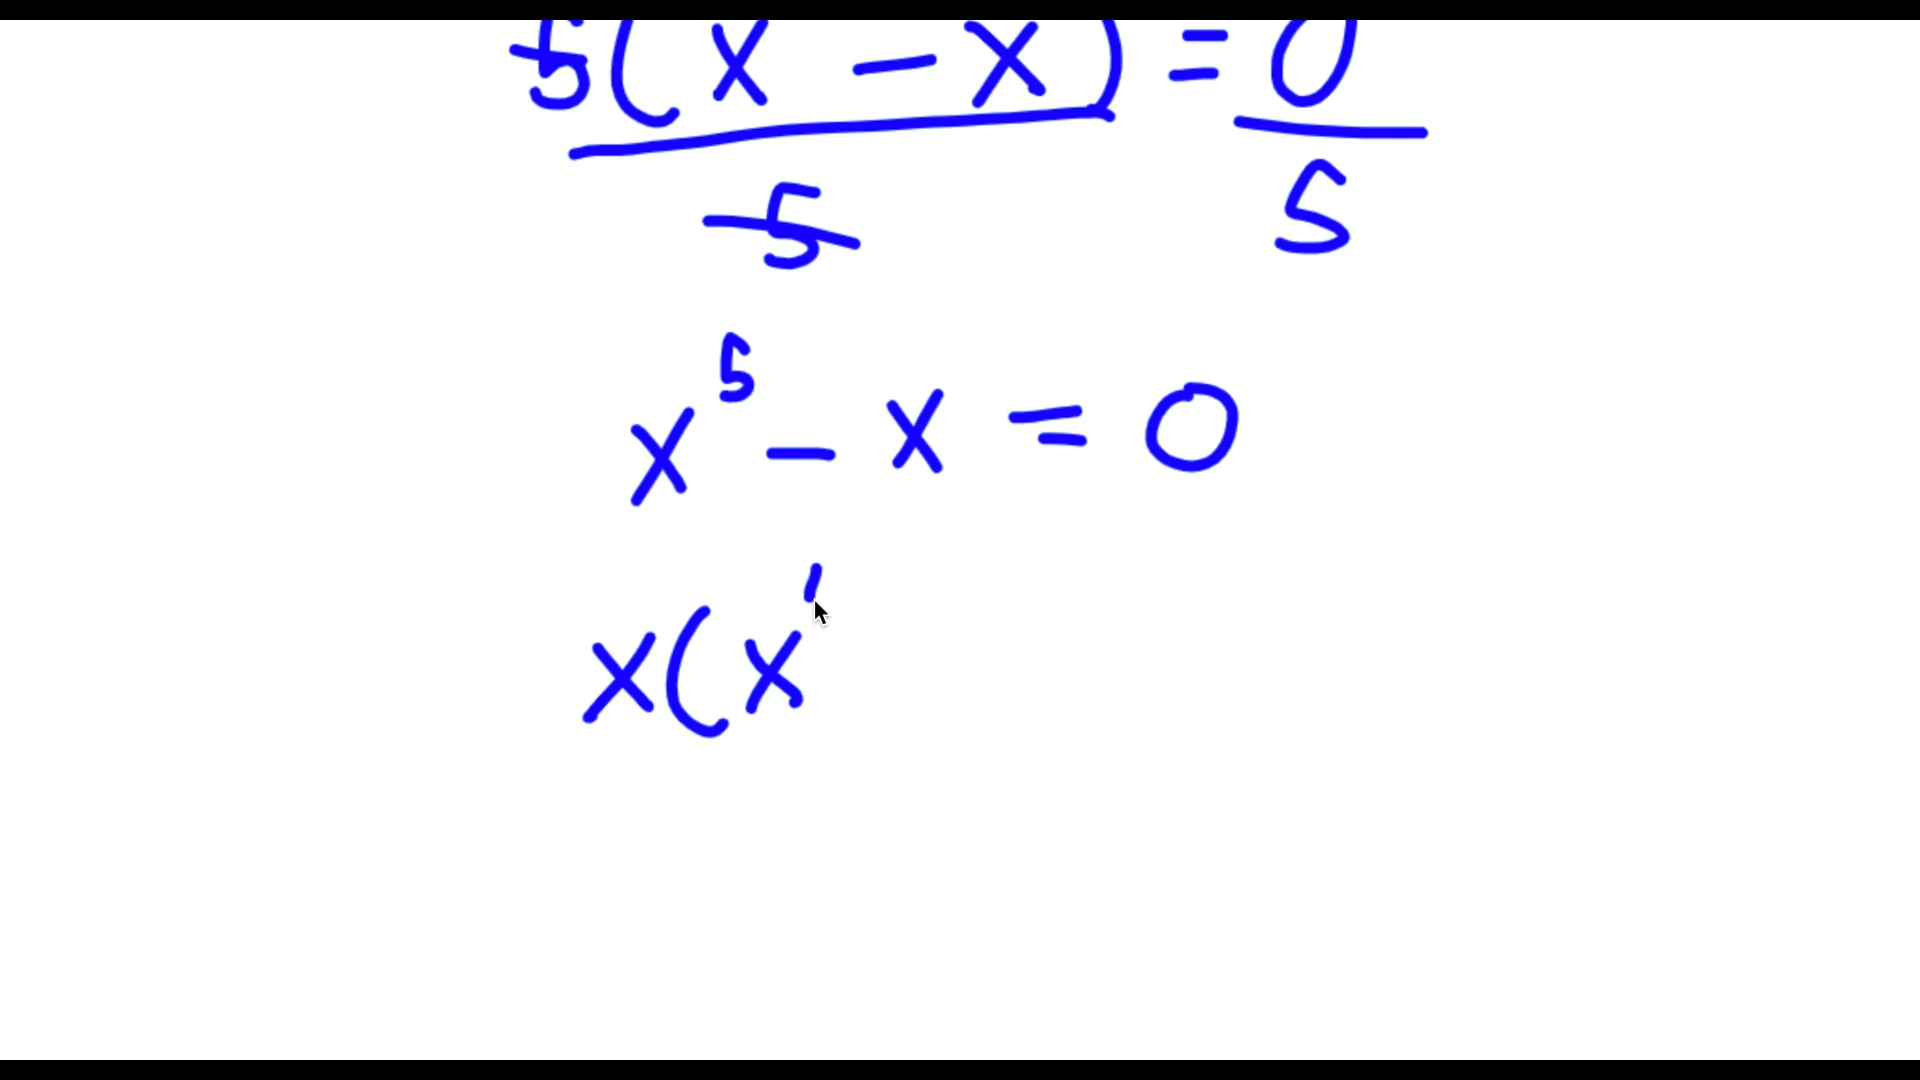 5(x - x) = 0
5 5
x⁵ - x = 0
x(x'